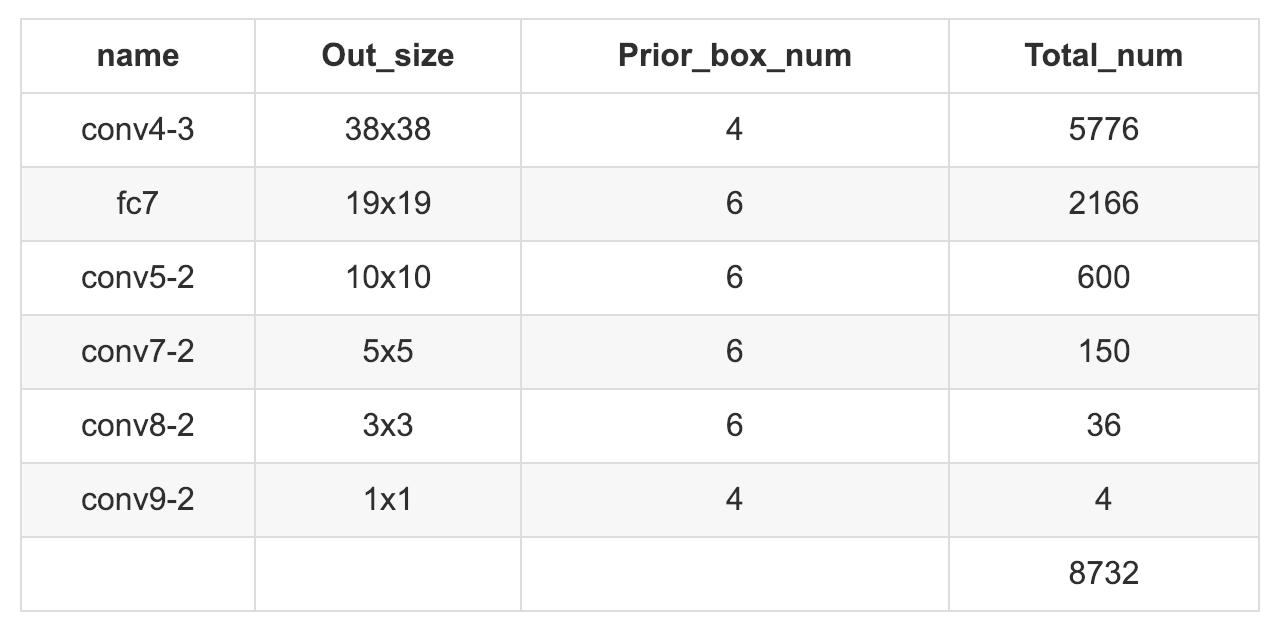 name Out_size Prior_box_num Total_num
conv4-3 38x38 4 5776
fc7 19x19 6 2166
conv5-2 10x10 6 600
conv7-2 5x5 6 150
conv8-2 3x3 6 36
conv9-2 1x1 4 4
8732